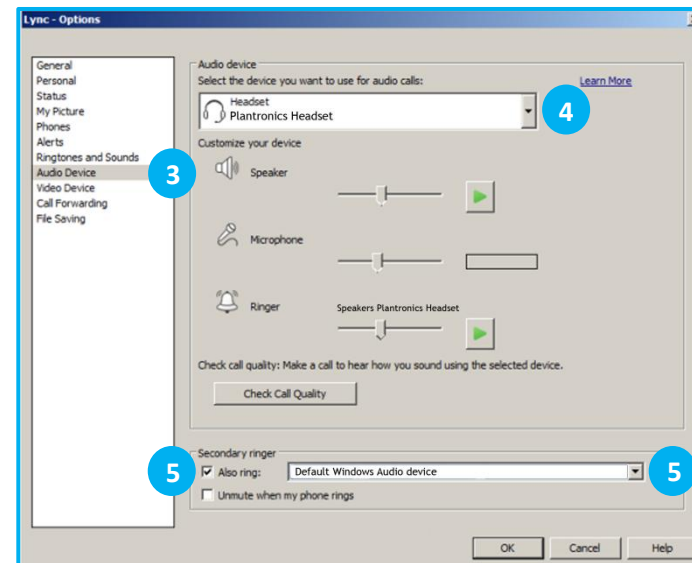 Lync - Options
General
Personal
Status
My Picture
Phones
Alerts
Ringtones and Sounds
Audio Device
Video Device
Call Forwarding
File Saving
3
Audio device
Select the device you want to use for audio calls:
Learn More
Headset
Plantronics Headset
4
Customize your device
Speaker
Microphone
Ringer
Speakers Plantronics Headset
Check call quality: Make a call to hear how you sound using the selected device.
Check Call Quality
Secondary ringer
5
Also ring:
Default Windows Audio device
5
Unmute when my phone rings
OK
Cancel
Help